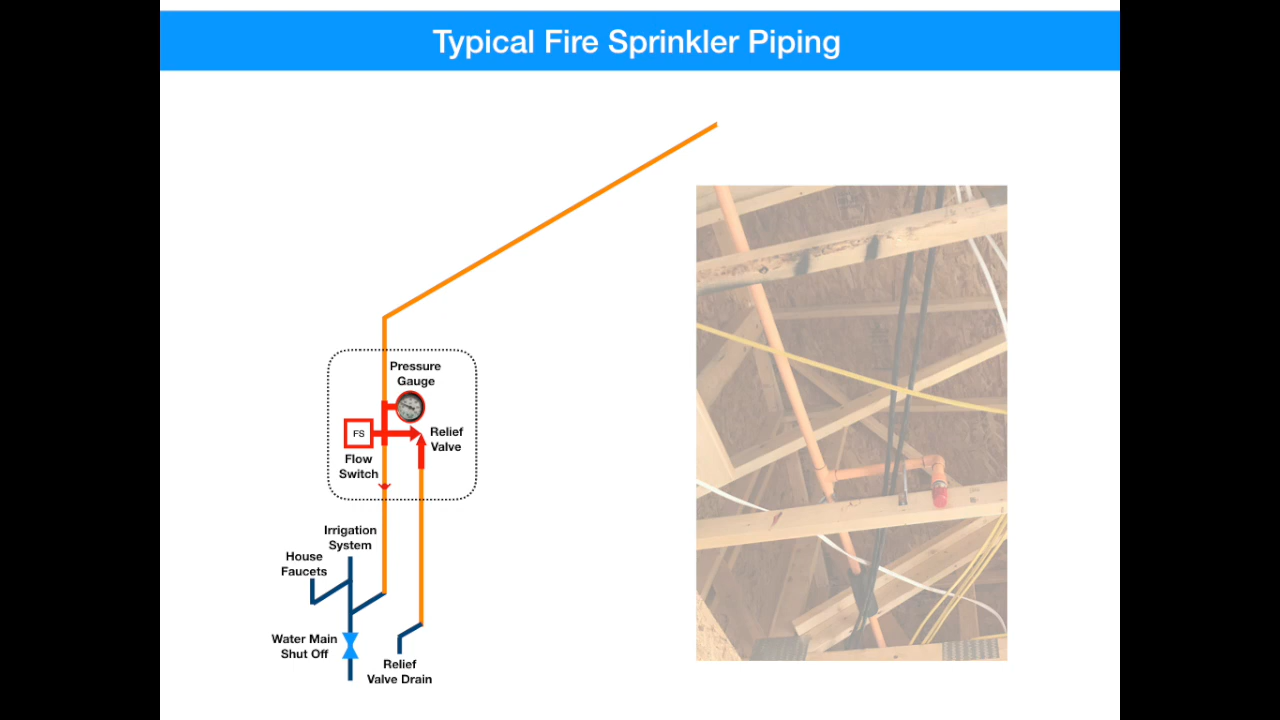 Typical Fire Sprinkler Piping
Pressure
Gauge
FS
Relief
Valve
Flow
Switch
Irrigation
System
House
Faucets
Water Main
Shut Off
Relief
Valve Drain